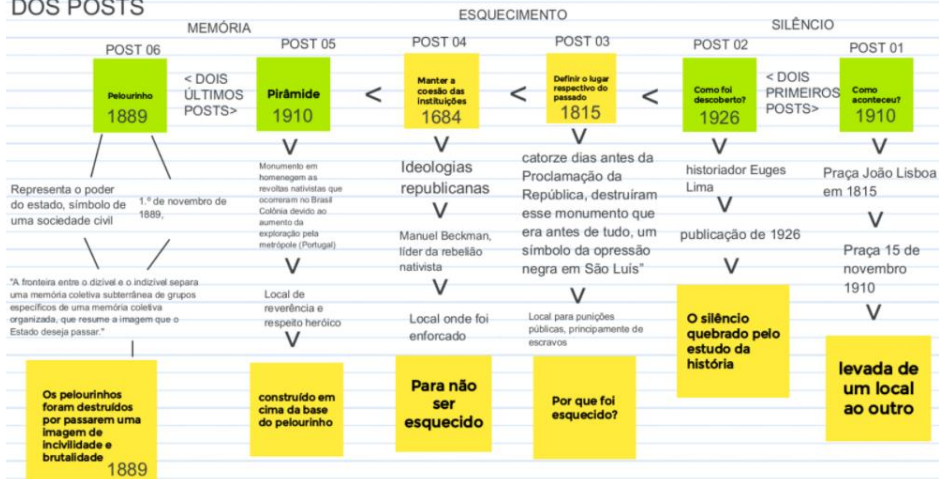 DOS POSTS
MEMÓRIA
ESQUECIMENTO
SILÊNCIO
POST 06
Pelourinho
1889
Representa o poder
do estado, símbolo de
uma sociedade civil
1.º de novembro de
1889,
"A fronteira entre o dizível e o indizível separa
uma memória coletiva subterrânea de grupos
específicos de uma memória coletiva
organizada, que resume a imagem que o
Estado deseja passar."
Os pelourinhos
foram destruídos
por passarem uma
imagem de
incivilidade e
brutalidade
1889
< DOIS
ÚLTIMOS
POSTS>
POST 05
Pirâmide
1910
Monumento em
homenagem as
revoltas nativistas que
ocorreram no Brasil
Colônia devido ao
aumento da
exploração pela
metrópole (Portugal)
Local de
reverência e
respeito heróico
construído em
cima da base
do pelourinho
POST 04
Manter a
coesão das
instituições
1684
Ideologias
republicanas
Manuel Beckman,
líder da rebelião
nativista
Local onde foi
enforcado
Para não
ser
esquecido
POST 03
Definir o lugar
respectivo do
passado
1815
catorze dias antes da
Proclamação da
República, destruíram
esse monumento que
era antes de tudo, um
símbolo da opressão
negra em São Luís"
Local para punições
públicas, principamente de
escravos
Por que foi
esquecido?
POST 02
Como foi
descoberto?
1926
historiador Euges
Lima
publicação de 1926
O silêncio
quebrado pelo
estudo da
história
< DOIS
PRIMEIROS
POSTS>
POST 01
Como
aconteceu?
1910
Praça João Lisboa
em 1815
Praça 15 de
novembro
1910
levada de
um local
ao outro